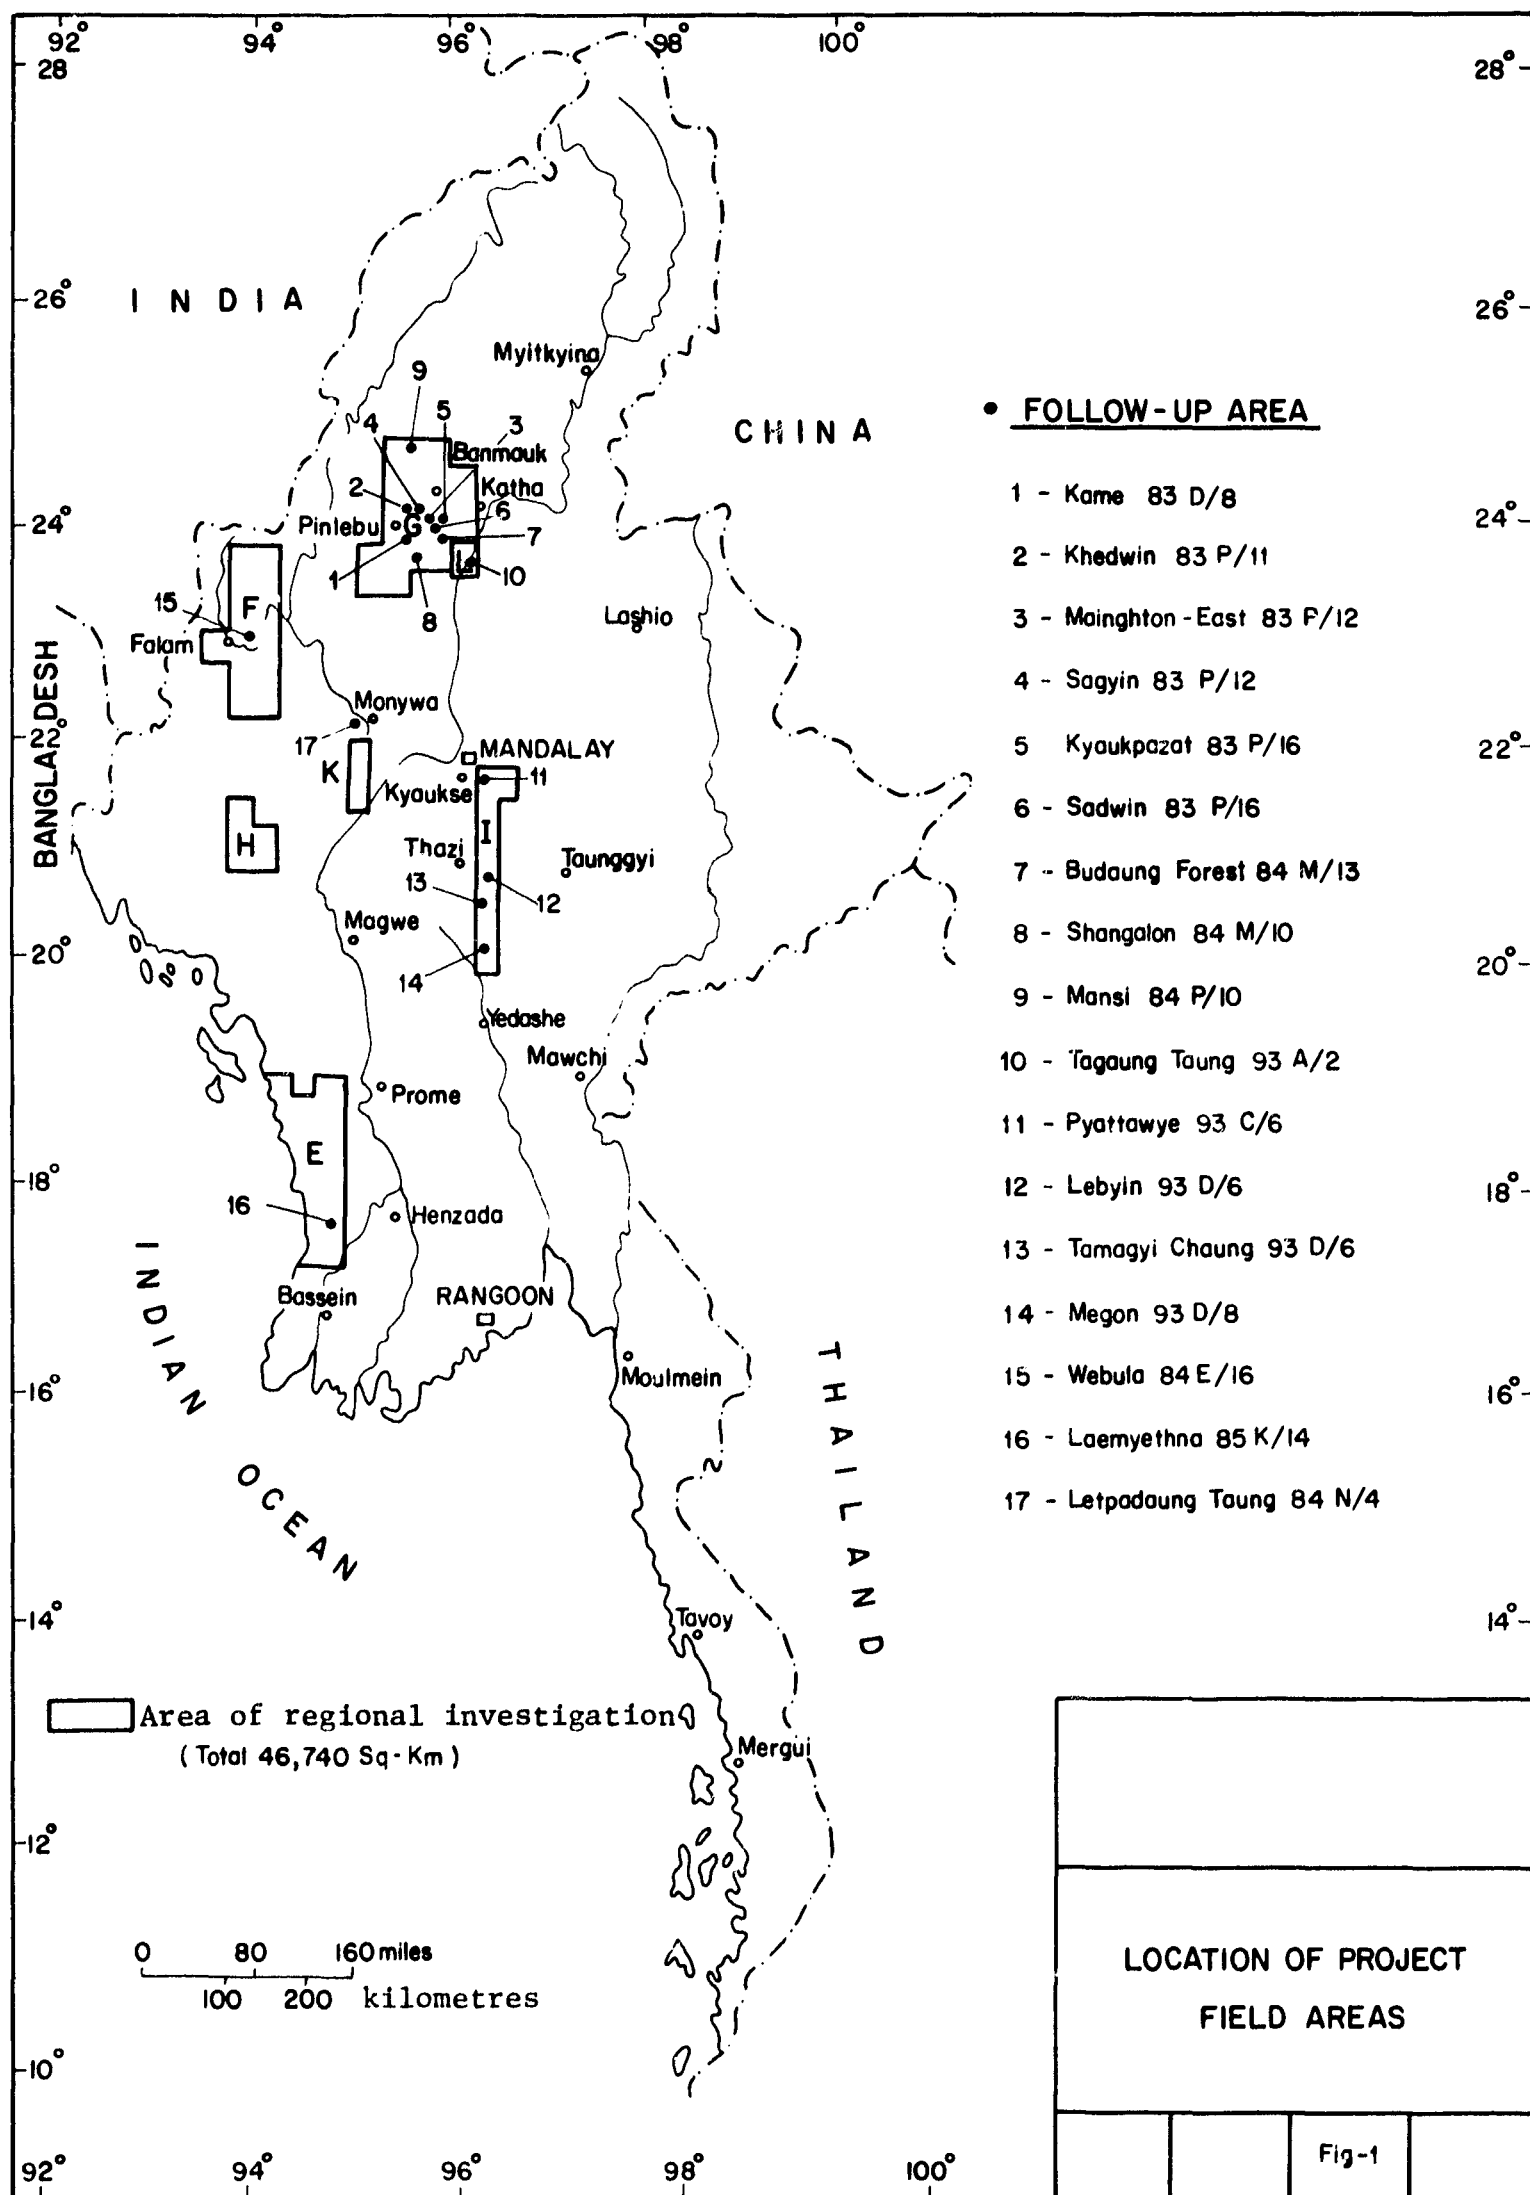 92° 94° 96° 98° 100°
28 28°
26° 26°
24° 24°
22° 22°
20° 20°
18° 18°
16° 16°
14° 14°
12°
10°
92° 94° 96° 98° 100°
INDIA
CHINA
BANGLADESH
THAILAND
INDIAN OCEAN
Myitkyina
9
5
4
3
Banmauk
2
Katha
Pinlebu
G
6
7
1
L
10
8
15
F
Falam
Lashio
Monywa
17
K
MANDALAY
11
Kyaukse
H
I
Thazi
Taunggyi
13
12
Magwe
14
Yedashe
Mawchi
Prome
E
16
Henzada
Bassein
RANGOON
Moulmein
Tavoy
Mergui
• FOLLOW-UP AREA
1 - Kame 83 D/8
2 - Khedwin 83 P/11
3 - Mainghton-East 83 P/12
4 - Sagyin 83 P/12
5 Kyaukpazat 83 P/16
6 - Sadwin 83 P/16
7 - Budaung Forest 84 M/13
8 - Shangalon 84 M/10
9 - Mansi 84 P/10
10 - Tagaung Taung 93 A/2
11 - Pyattawye 93 C/6
12 - Lebyin 93 D/6
13 - Tamagyi Chaung 93 D/6
14 - Megon 93 D/8
15 - Webula 84 E/16
16 - Laemyethna 85 K/14
17 - Letpadaung Taung 84 N/4
Area of regional investigation
(Total 46,740 Sq-Km)
0 80 160 miles
100 200 kilometres
LOCATION OF PROJECT
FIELD AREAS
Fig-1